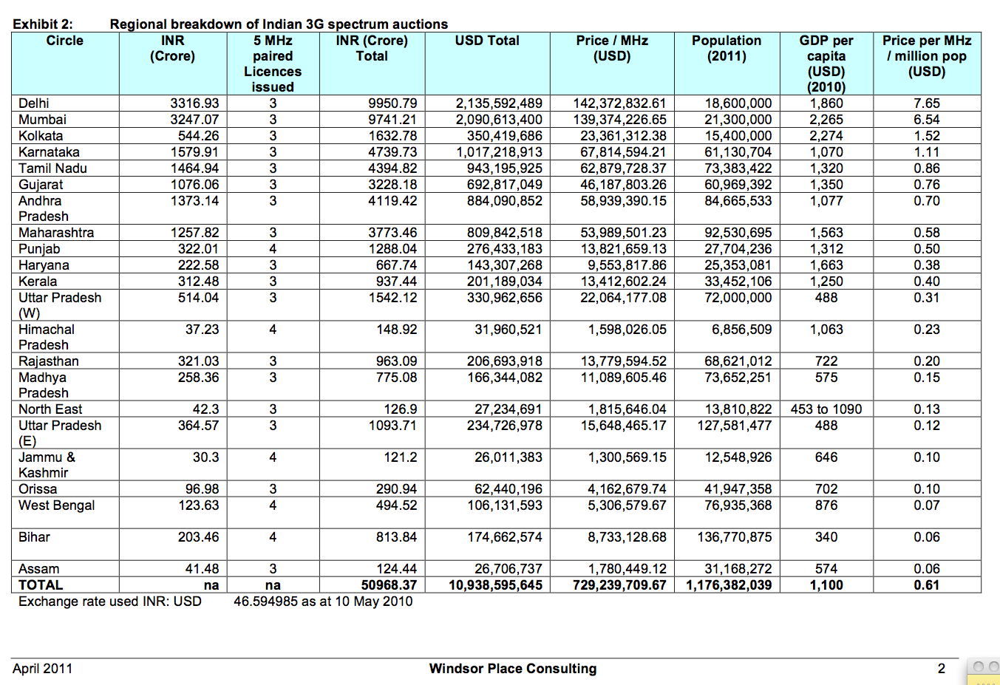 Exhibit 2: Regional breakdown of Indian 3G spectrum auctions
Circle INR (Crore) 5 MHz paired Licences issued INR (Crore) Total USD Total Price / MHz (USD) Population (2011) GDP per capita (USD) (2010) Price per MHz / million pop (USD)
Delhi 3316.93 3 9950.79 2,135,592,489 142,372,832.61 18,600,000 1,860 7.65
Mumbai 3247.07 3 9741.21 2,090,613,400 139,374,226.65 21,300,000 2,265 6.54
Kolkata 544.26 3 1632.78 350,419,686 23,361,312.38 15,400,000 2,274 1.52
Karnataka 1579.91 3 4739.73 1,017,218,913 67,814,594.21 61,130,704 1,070 1.11
Tamil Nadu 1464.94 3 4394.82 943,195,925 62,879,728.37 73,383,422 1,320 0.86
Gujarat 1076.06 3 3228.18 692,817,049 46,187,803.26 60,969,392 1,350 0.76
Andhra Pradesh 1373.14 3 4119.42 884,090,852 58,939,390.15 84,665,533 1,077 0.70
Maharashtra 1257.82 3 3773.46 809,842,518 53,989,501.23 92,530,695 1,563 0.58
Punjab 322.01 4 1288.04 276,433,183 13,821,659.13 27,704,236 1,312 0.50
Haryana 222.58 3 667.74 143,307,268 9,553,817.86 25,353,081 1,663 0.38
Kerala 312.48 3 937.44 201,189,034 13,412,602.24 33,452,106 1,250 0.40
Uttar Pradesh (W) 514.04 3 1542.12 330,962,656 22,064,177.08 72,000,000 488 0.31
Himachal Pradesh 37.23 4 148.92 31,960,521 1,598,026.05 6,856,509 1,063 0.23
Rajasthan 321.03 3 963.09 206,693,918 13,779,594.52 68,621,012 722 0.20
Madhya Pradesh 258.36 3 775.08 166,344,082 11,089,605.46 73,652,251 575 0.15
North East 42.3 3 126.9 27,234,691 1,815,646.04 13,810,822 453 to 1090 0.13
Uttar Pradesh (E) 364.57 3 1093.71 234,726,978 15,648,465.17 127,581,477 488 0.12
Jammu & Kashmir 30.3 4 121.2 26,011,383 1,300,569.15 12,548,926 646 0.10
Orissa 96.98 3 290.94 62,440,196 4,162,679.74 41,947,358 702 0.10
West Bengal 123.63 4 494.52 106,131,593 5,306,579.67 76,935,368 876 0.07
Bihar 203.46 4 813.84 174,662,574 8,733,128.68 136,770,875 340 0.06
Assam 41.48 3 124.44 26,706,737 1,780,449.12 31,168,272 574 0.06
TOTAL na na 50968.37 10,938,595,645 729,239,709.67 1,176,382,039 1,100 0.61
Exchange rate used INR: USD 46.594985 as at 10 May 2010
April 2011 Windsor Place Consulting 2